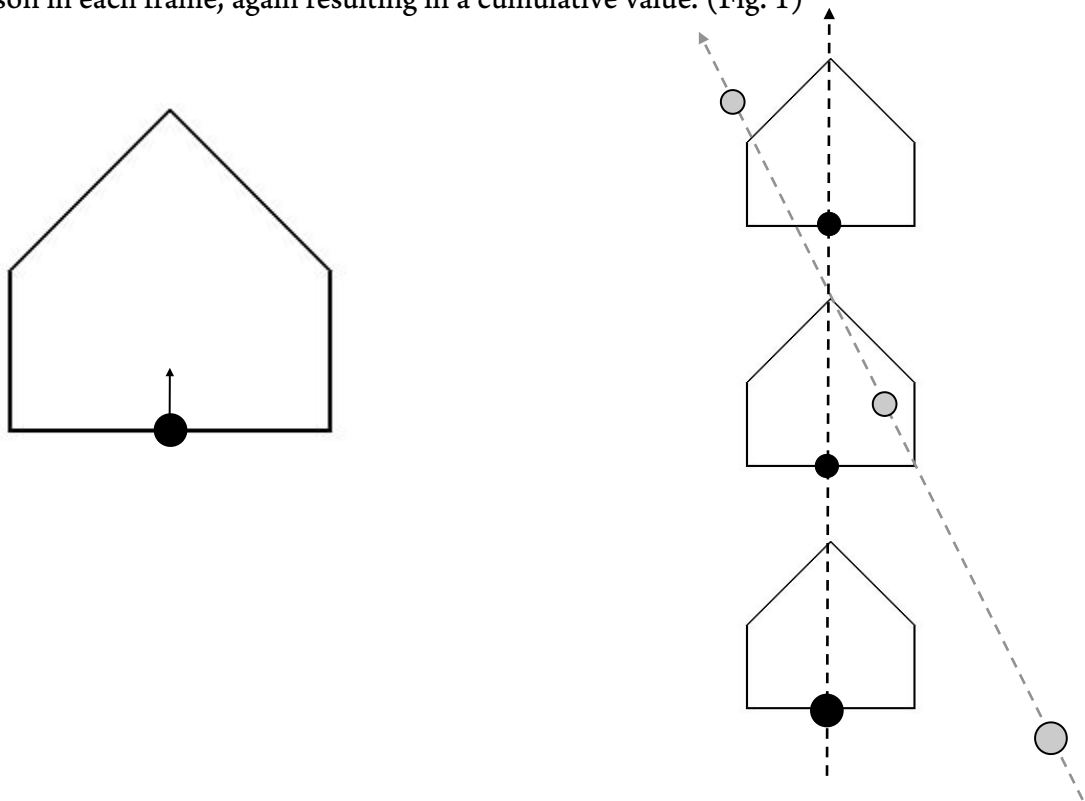 son in each frame, again resulting in a cumulative value. (Fig. 1)